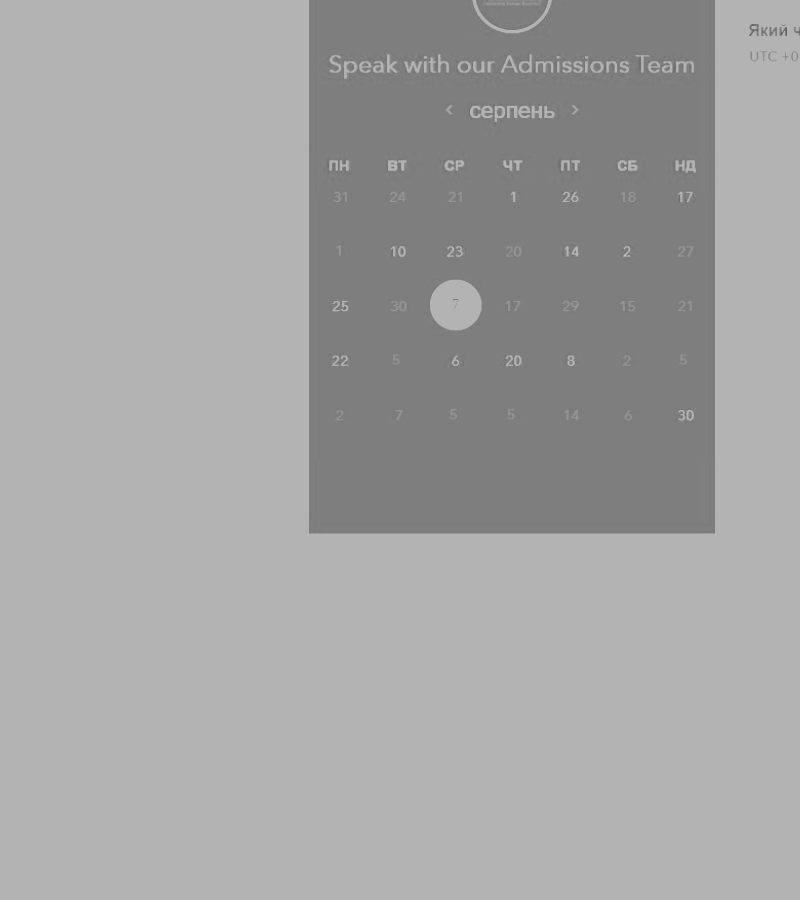 Який ч
UTC +0
Speak with our Admissions Team
< серпень >
ПН ВТ СР ЧТ ПТ СБ НД
31 24 21 1 26 18 17
1 10 23 20 14 2 27
25 30 7 17 29 15 21
22 5 6 20 8 2 5
2 7 5 5 14 6 30